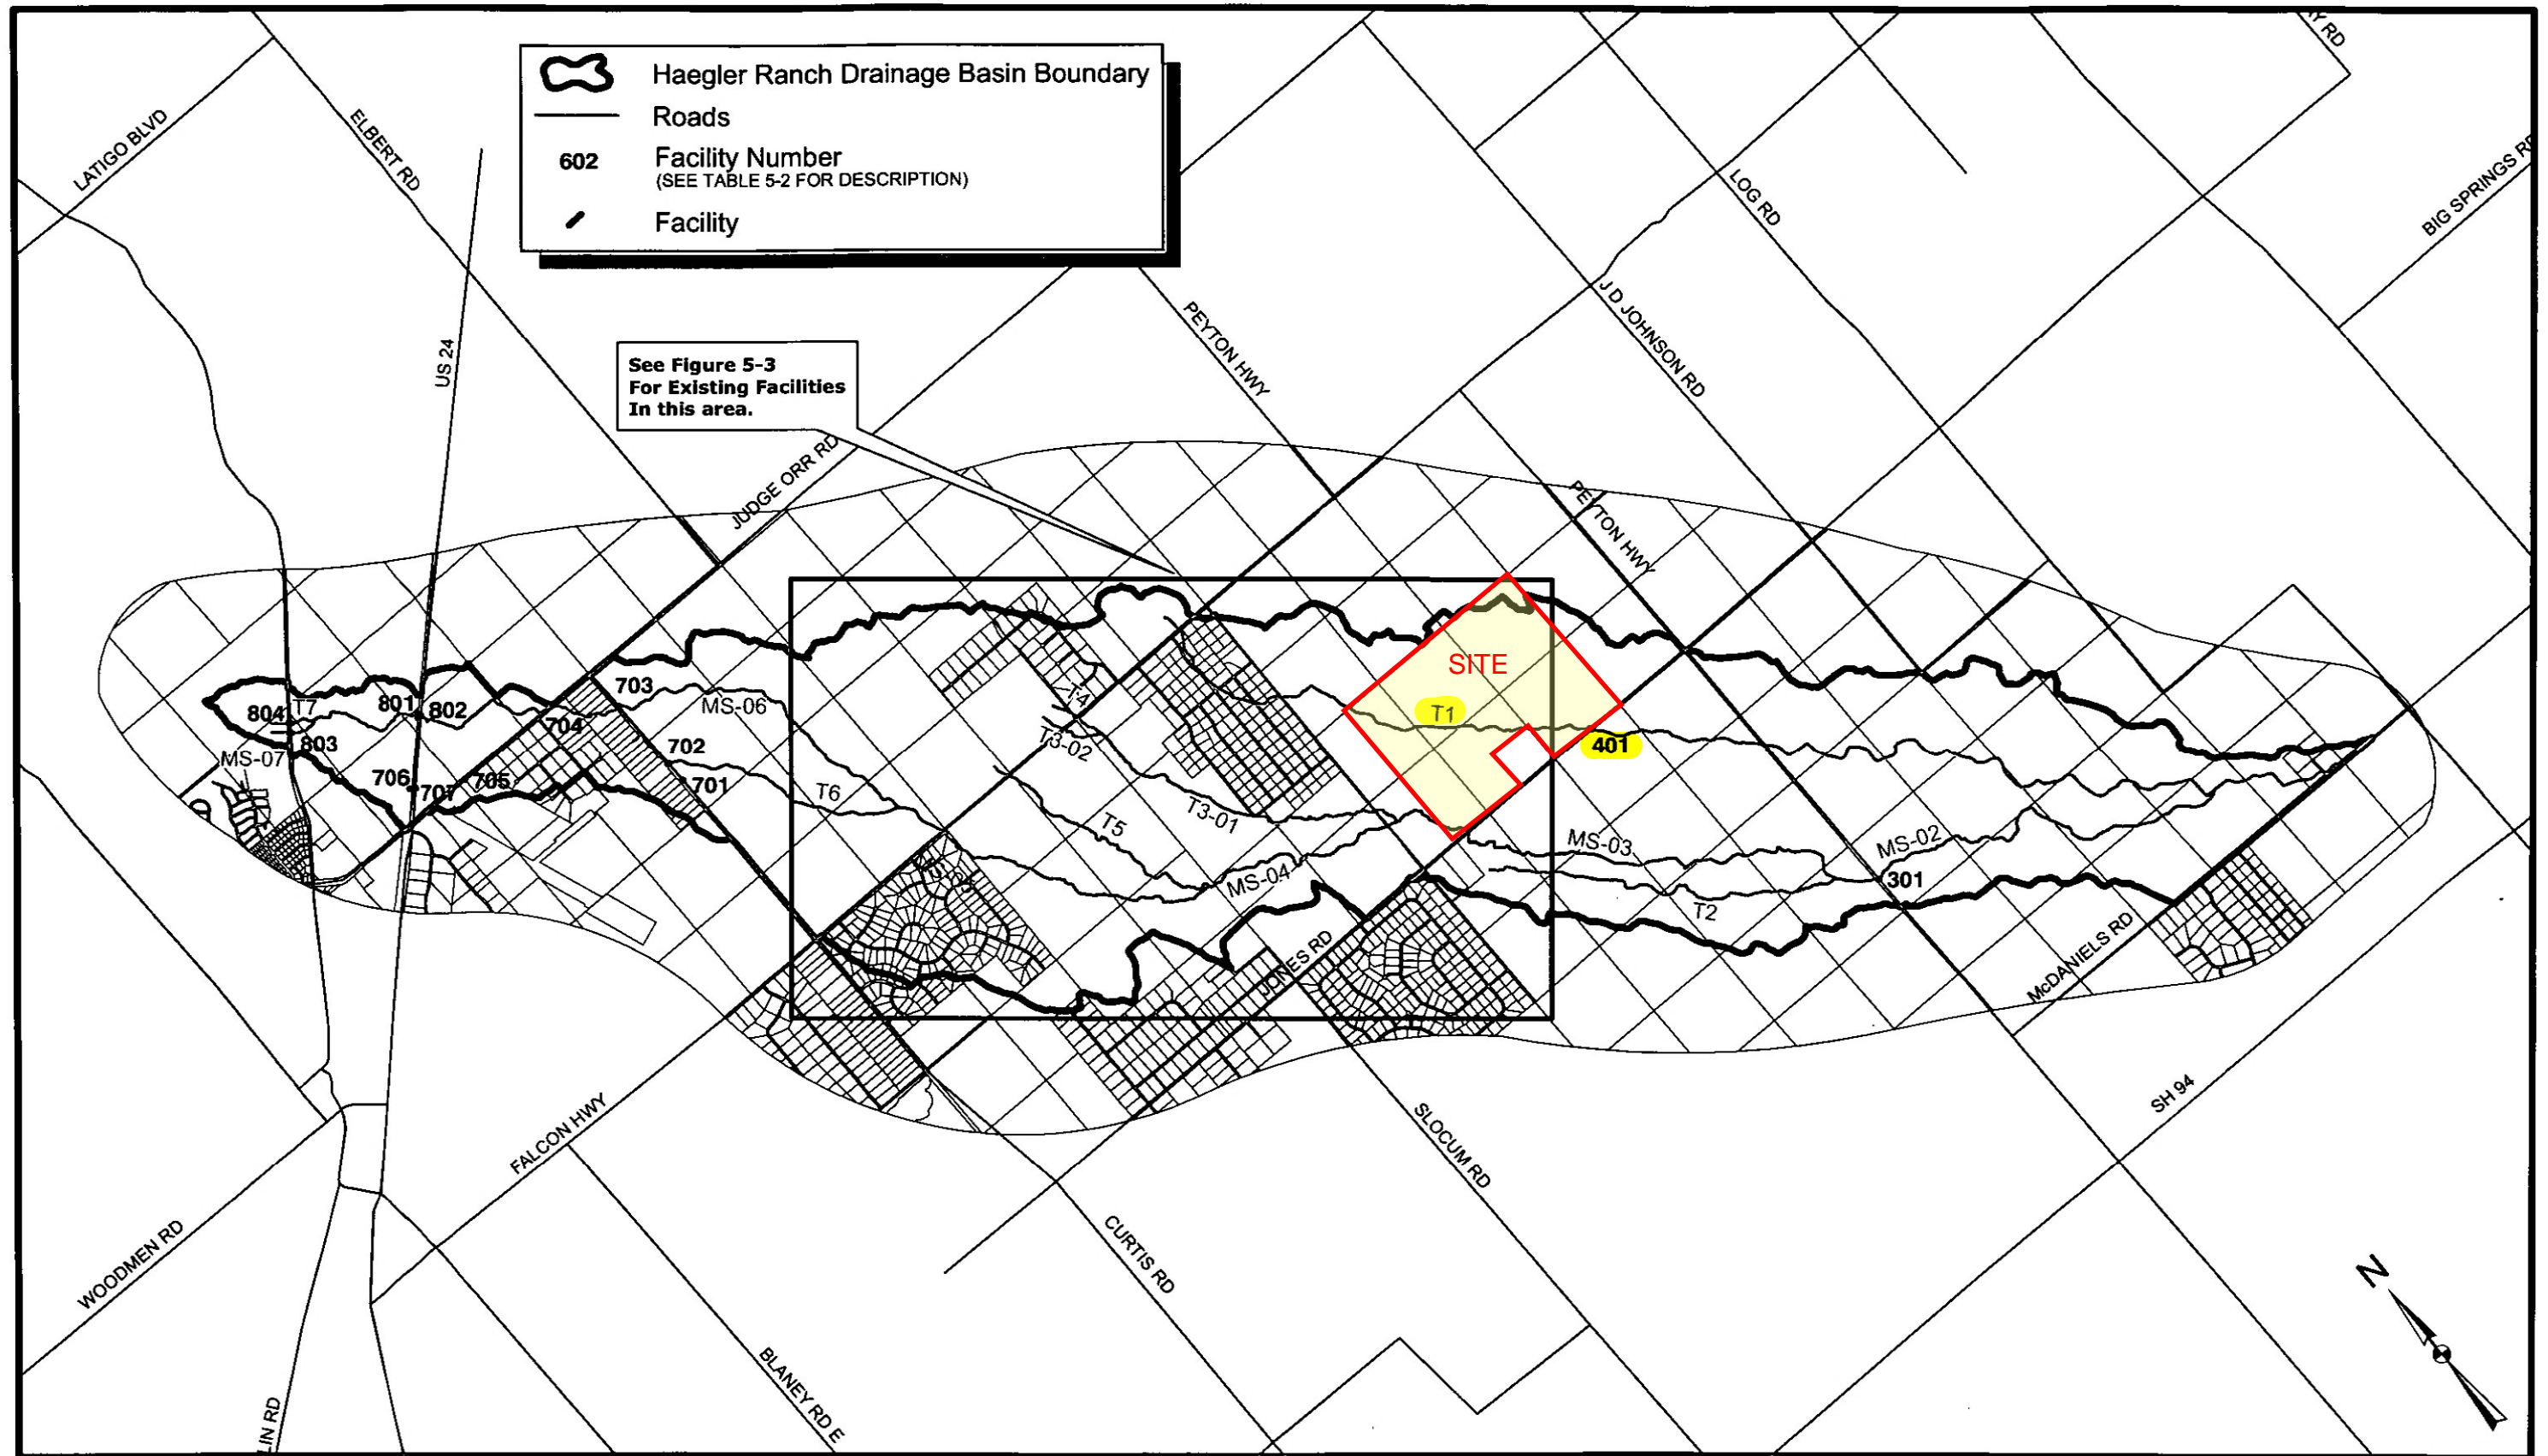 Haegler Ranch Drainage Basin Boundary
Roads
602
Facility Number
(SEE TABLE 5-2 FOR DESCRIPTION)
Facility
LATIGO BLVD
ELBERT RD
US 24
See Figure 5-3
For Existing Facilities
In this area.
JUDGE ORR RD
PEYTON HWY
J D JOHNSON RD
LOG RD
BIG SPRINGS RD
Y RD
PEYTON HWY
SITE
T1
401
703
MS-06
702
701
704
705
801
802
804
T7
803
MS-07
706
707
T6
T4
T3-02
T3-01
T5
MS-04
MS-03
MS-02
301
T2
JONES RD
McDANIELS RD
SH 94
FALCON HWY
WOODMEN RD
SLOCUM RD
CURTIS RD
BLANEY RD E
LIN RD
N